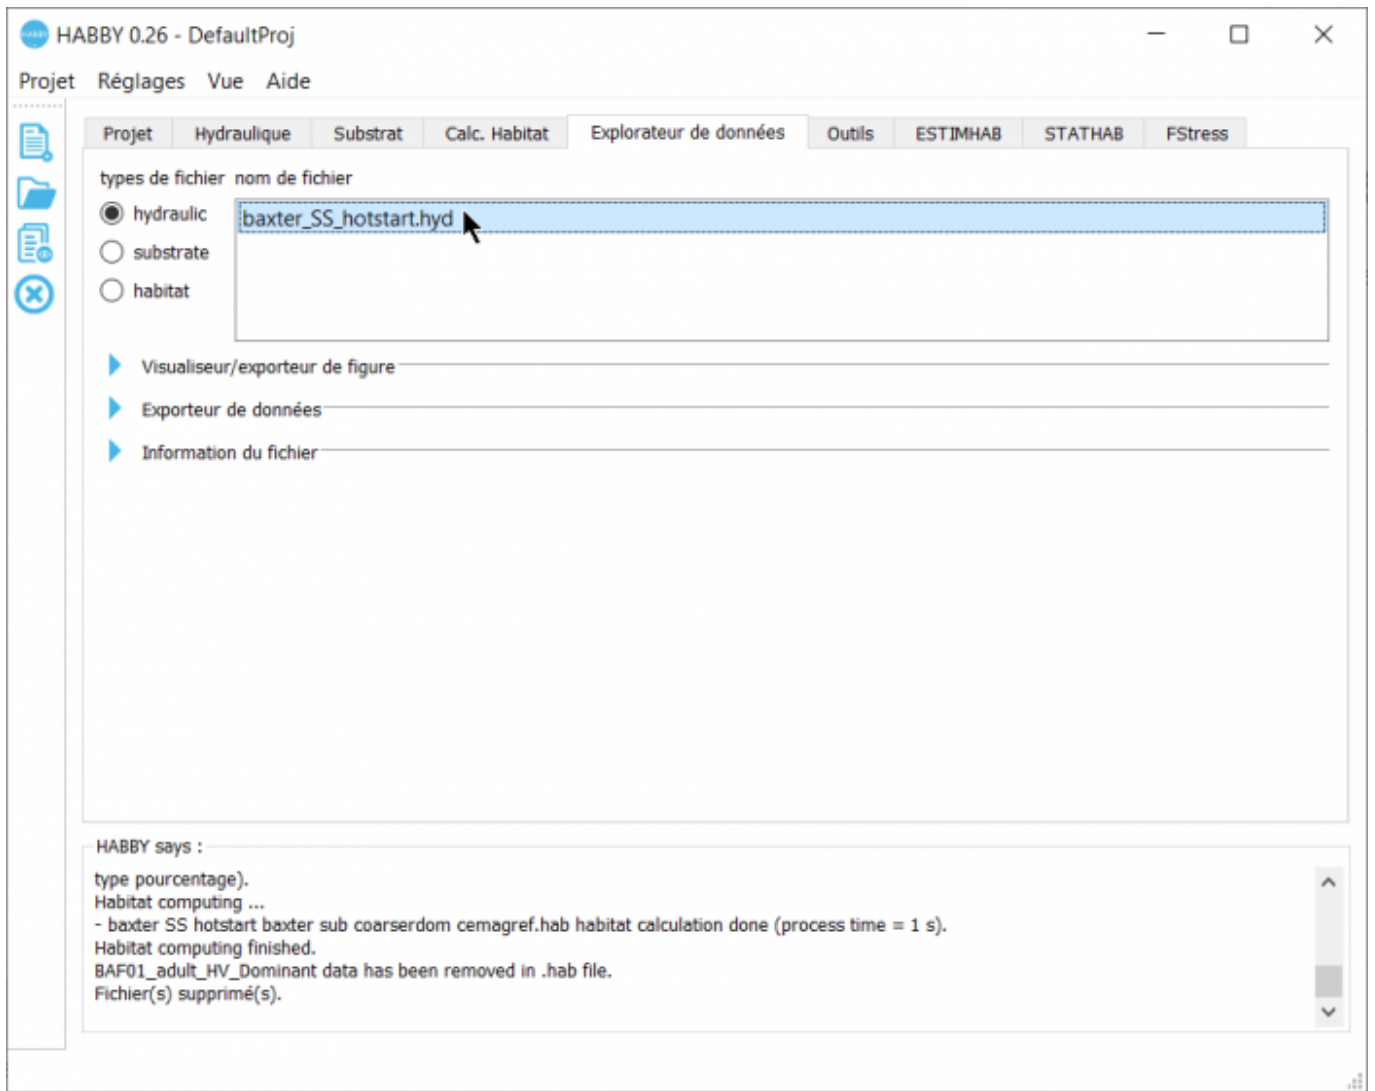 HABBY 0.26 - DefaultProj
Projet Réglages Vue Aide
Projet Hydraulique Substrat Calc. Habitat Explorateur de données Outils ESTIMHAB STATHAB FStress
types de fichier nom de fichier
hydraulic baxter_SS_hotstart.hyd
substrate
habitat
Visualiseur/exporteur de figure
Exporteur de données
Information du fichier
HABBY says :
type pourcentage).
Habitat computing ...
- baxter SS hotstart baxter sub coarserdom cemagref.hab habitat calculation done (process time = 1 s).
Habitat computing finished.
BAF01_adult_HV_Dominant data has been removed in .hab file.
Fichier(s) supprimé(s).